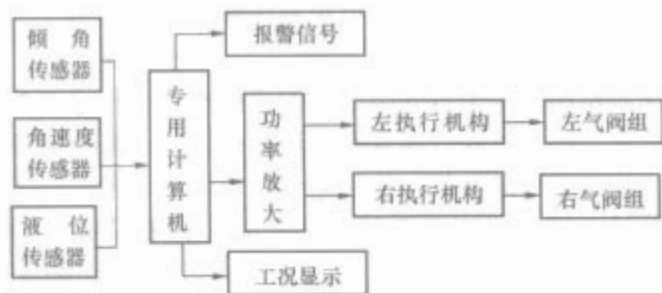 倾角
传感器
角速度
传感器
液位
传感器
专用计算机
报警信号
功率放大
左执行机构
左气阀组
右执行机构
右气阀组
工况显示